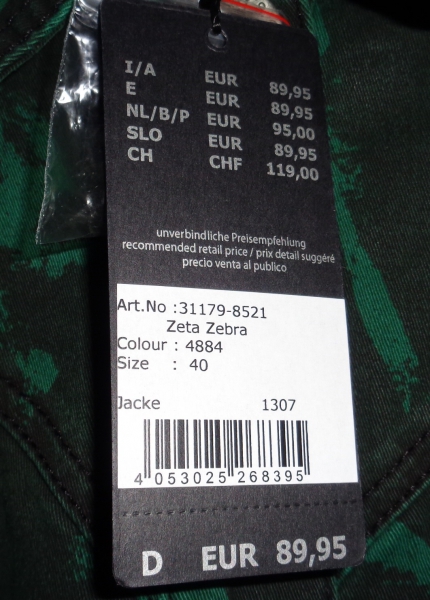 I/A EUR 89,95
E EUR 89,95
NL/B/P EUR 95,00
SLO EUR 89,95
CH CHF 119,00
unverbindliche Preisempfehlung
recommended retail price / prix detail suggéré
precio venta al publico
Art.No :31179-8521
Zeta Zebra
Colour : 4884
Size : 40
Jacke 1307
4 053025 268395
D EUR 89,95